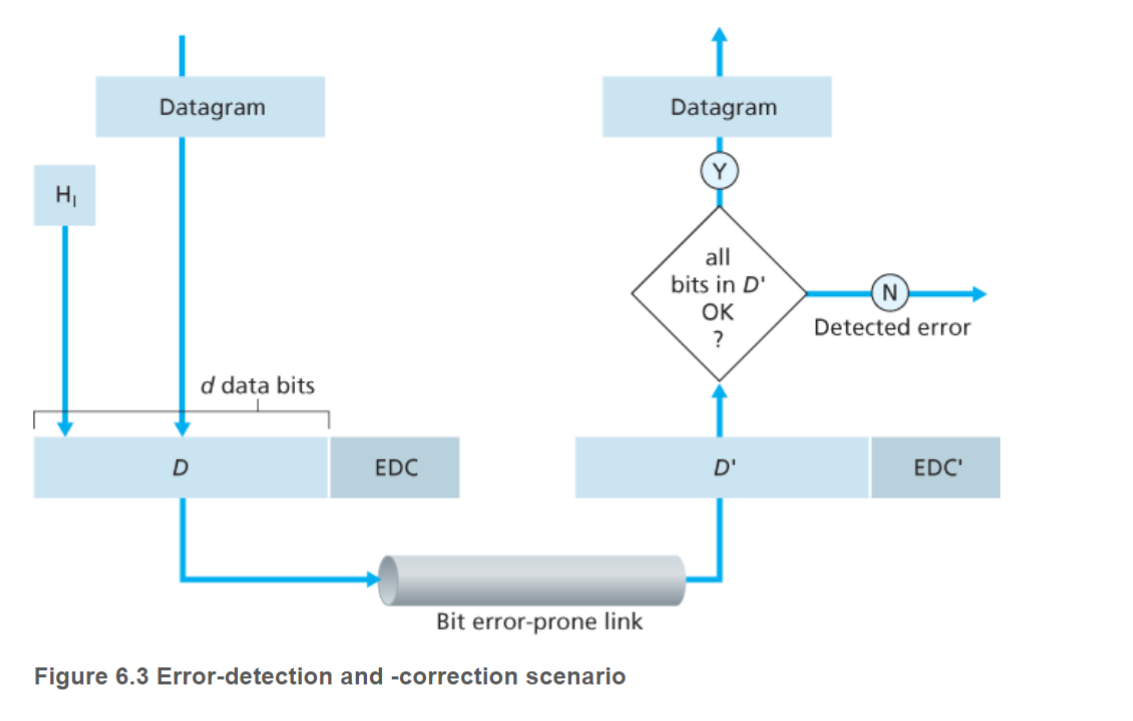 Datagram
Datagram
Hl
Y
all
bits in D'
OK
?
N
Detected error
d data bits
D
EDC
D'
EDC'
Bit error-prone link
Figure 6.3 Error-detection and -correction scenario